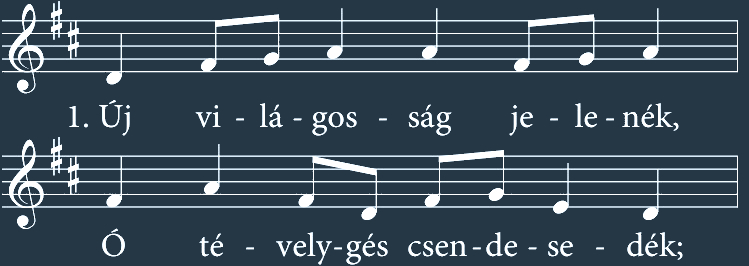 1. Új vi - lá - gos - ság je - le - nék,
Ó té - vely-gés csen-de - se - dék;